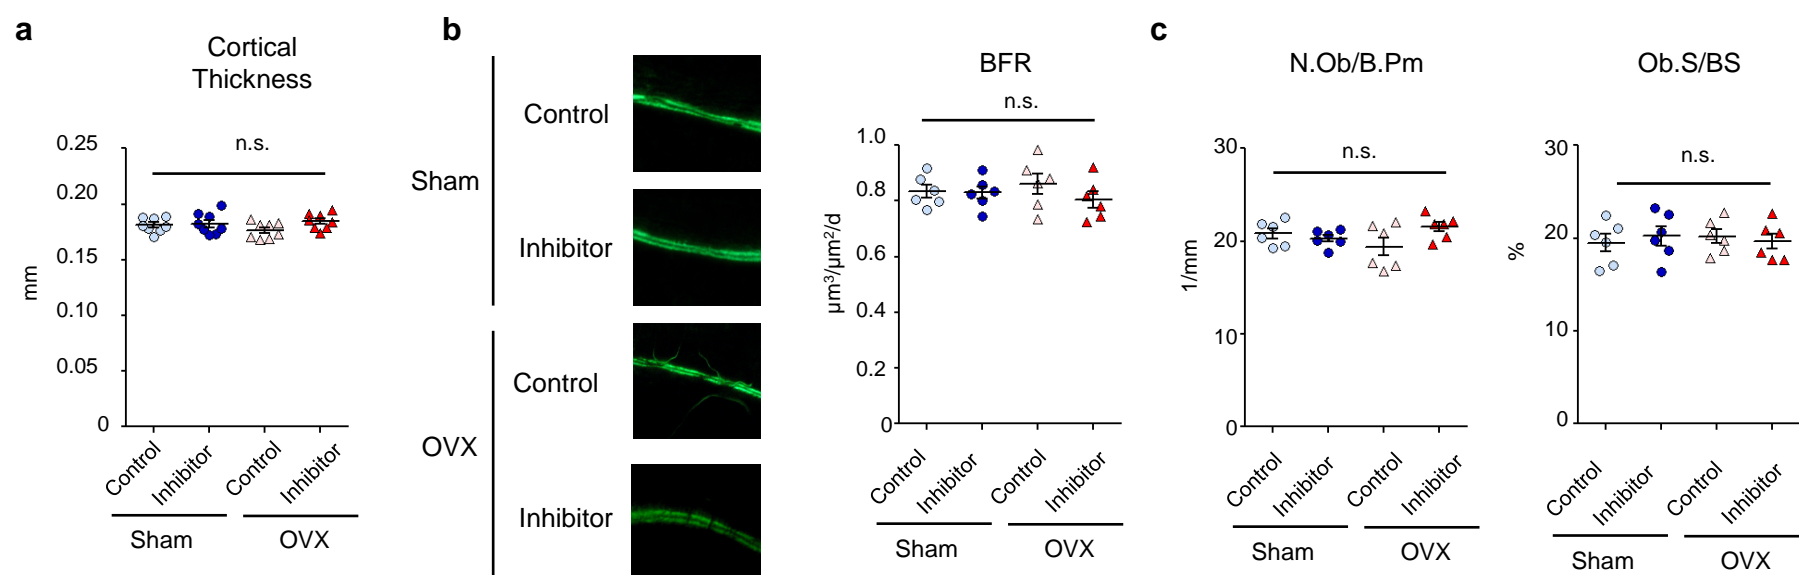 a
Cortical
Thickness
n.s.
0.25
0.20
0.15
0.10
0.05
0
mm
Control
Inhibitor
Control
Inhibitor
Sham
OVX
b
Sham
Control
Inhibitor
OVX
Control
Inhibitor
BFR
n.s.
1.0
0.8
0.6
0.4
0.2
0
µm³/µm²/d
Control
Inhibitor
Control
Inhibitor
Sham
OVX
c
N.Ob/B.Pm
n.s.
30
20
10
0
1/mm
Control
Inhibitor
Control
Inhibitor
Sham
OVX
Ob.S/BS
n.s.
30
20
10
0
%
Control
Inhibitor
Control
Inhibitor
Sham
OVX